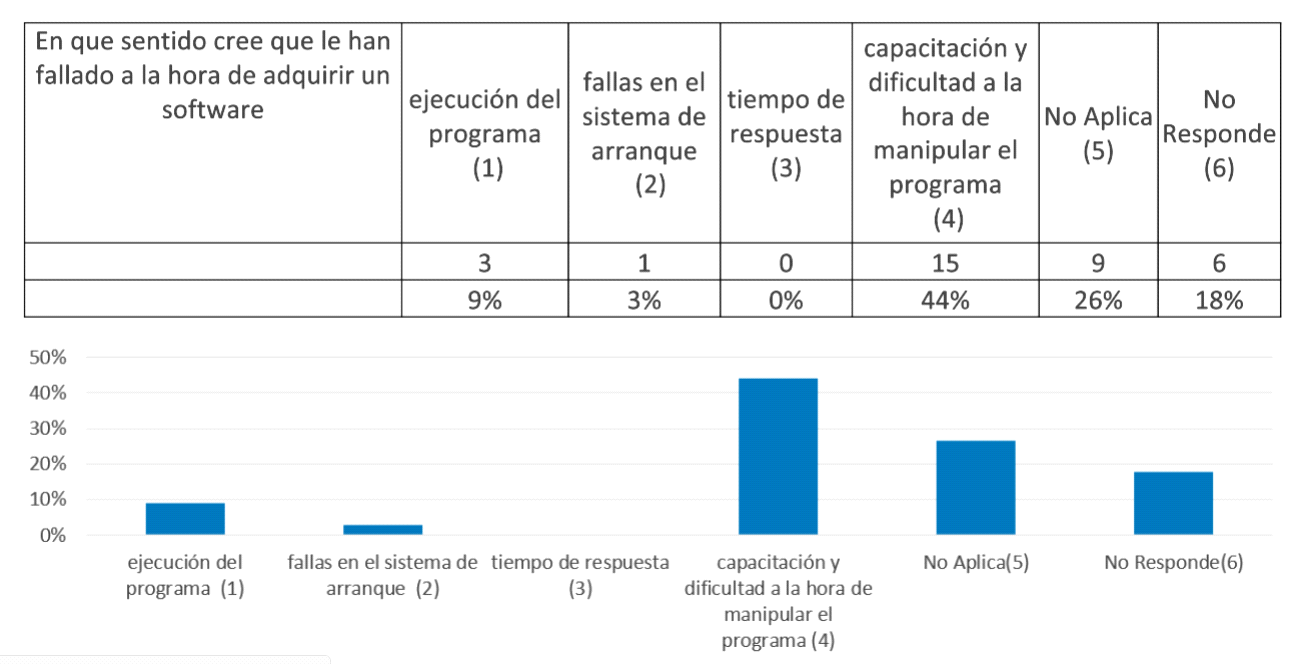 En que sentido cree que le han
fallado a la hora de adquirir un
software
ejecución del
programa
(1)
fallas en el
sistema de
arranque
(2)
tiempo de
respuesta
(3)
capacitación y
dificultad a la
hora de
manipular el
programa
(4)
No Aplica
(5)
No
Responde
(6)
3 1 0 15 9 6
9% 3% 0% 44% 26% 18%
50%
40%
30%
20%
10%
0%
ejecución del
programa (1)
fallas en el sistema de
arranque (2)
tiempo de respuesta
(3)
capacitación y
dificultad a la hora de
manipular el
programa (4)
No Aplica(5)
No Responde(6)